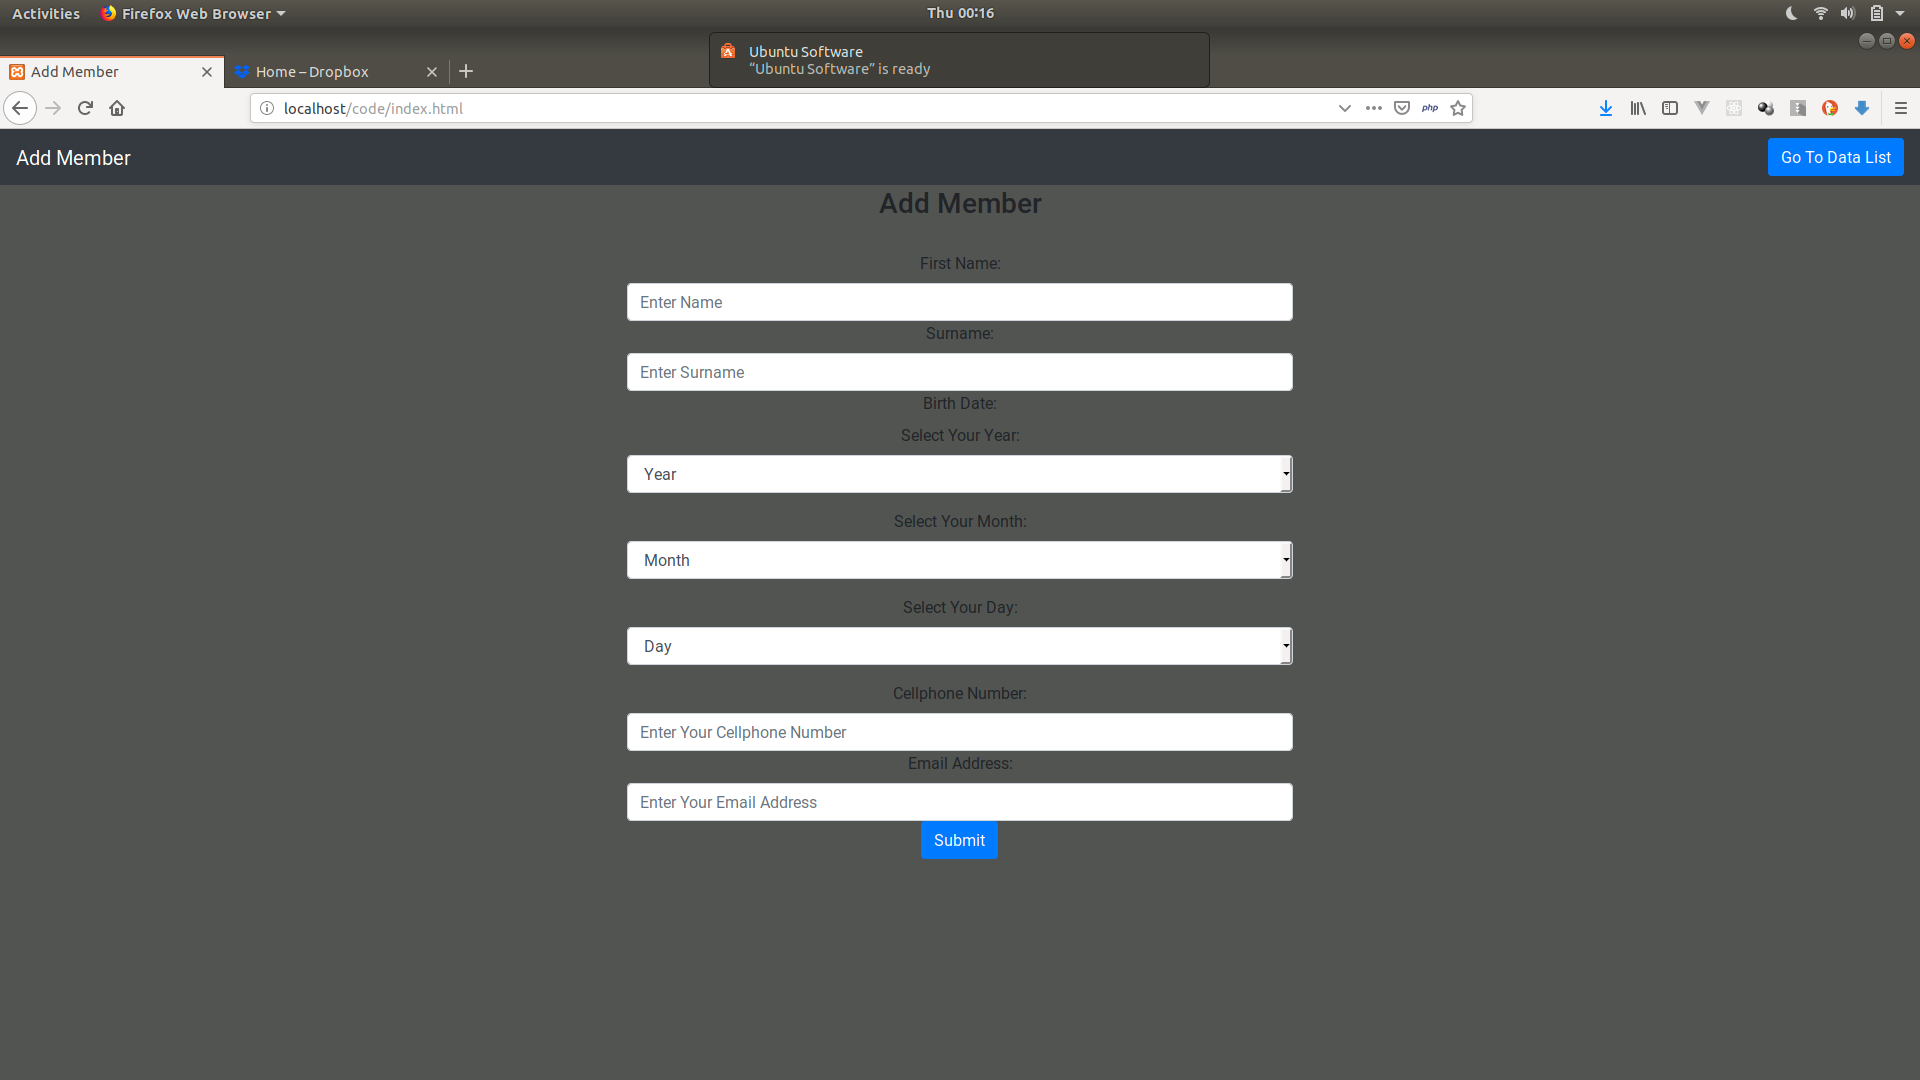 Activities Firefox Web Browser Thu 00:16
Ubuntu Software
“Ubuntu Software” is ready
Add Member Home – Dropbox
localhost/code/index.html php
Add Member Go To Data List
Add Member
First Name:
Enter Name
Surname:
Enter Surname
Birth Date:
Select Your Year:
Year
Select Your Month:
Month
Select Your Day:
Day
Cellphone Number:
Enter Your Cellphone Number
Email Address:
Enter Your Email Address
Submit